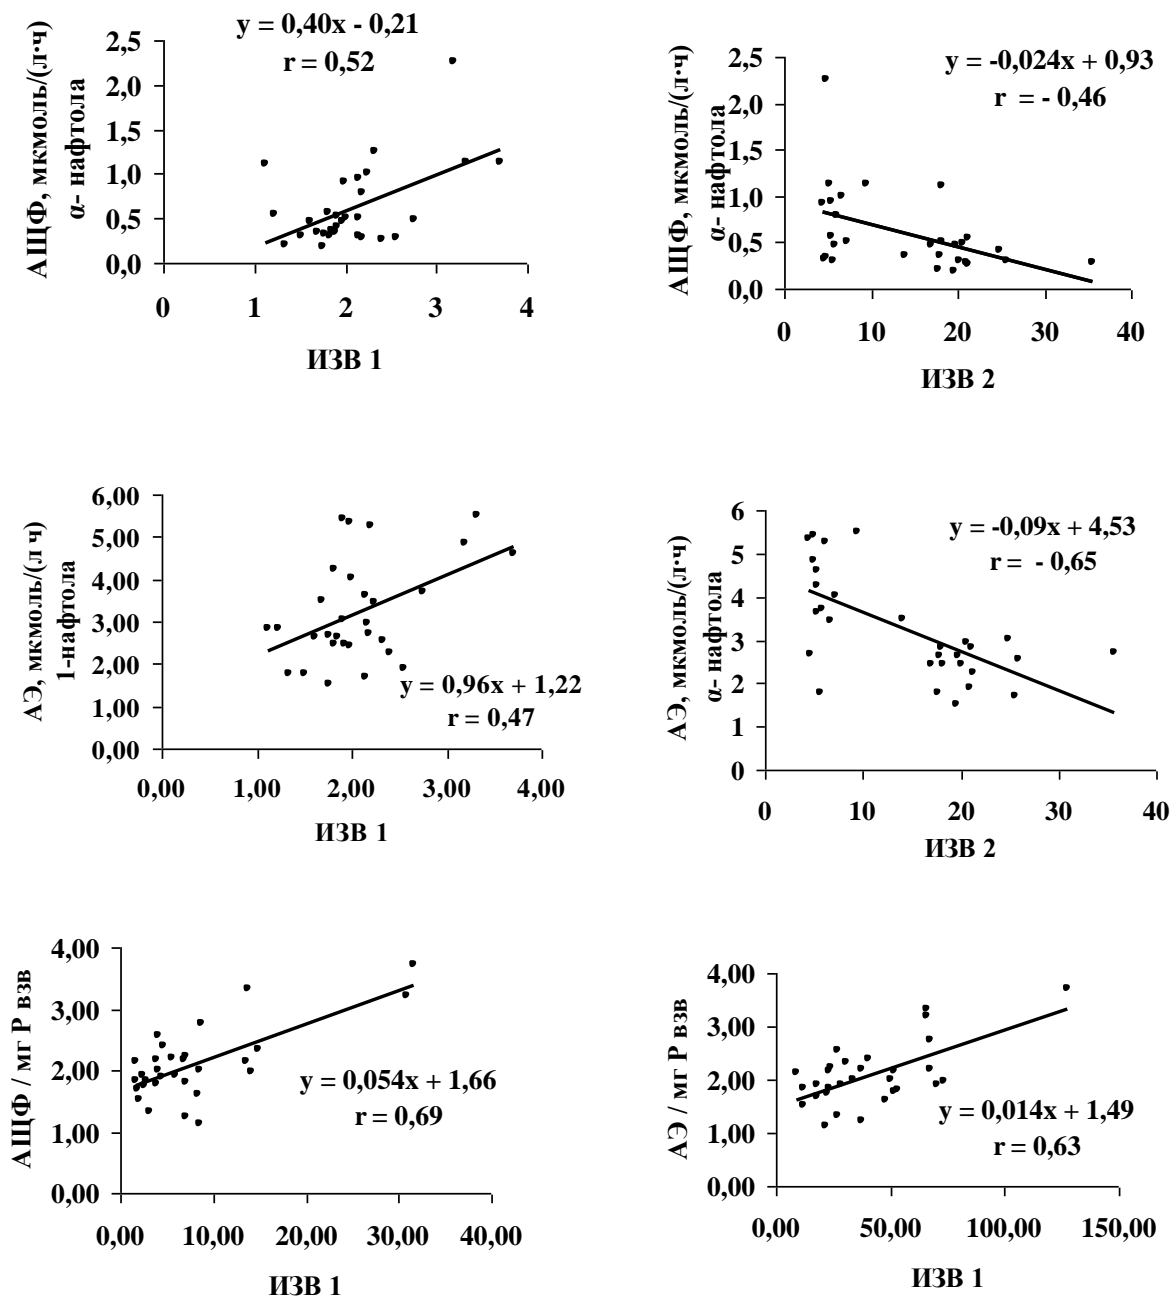 y = 0,40x - 0,21
r = 0,52
АЩФ, мкмоль/(л·ч)
α- нафтола
2,5
2,0
1,5
1,0
0,5
0,0
0
1
2
3
4
ИЗВ 1
y = -0,024x + 0,93
r = - 0,46
АЩФ, мкмоль/(л·ч)
α- нафтола
2,5
2,0
1,5
1,0
0,5
0,0
0
10
20
30
40
ИЗВ 2
АЭ, мкмоль/(л ч)
1-нафтола
6,00
5,00
4,00
3,00
2,00
1,00
0,00
y = 0,96x + 1,22
r = 0,47
0,00
1,00
2,00
3,00
4,00
ИЗВ 1
АЭ, мкмоль/(л·ч)
α- нафтола
6
5
4
3
2
1
0
y = -0,09x + 4,53
r = - 0,65
0
10
20
30
40
ИЗВ 2
АЩФ / мг Р взв
4,00
3,00
2,00
1,00
0,00
y = 0,054x + 1,66
r = 0,69
0,00
10,00
20,00
30,00
40,00
ИЗВ 1
АЭ / мг Р взв
4,00
3,00
2,00
1,00
0,00
y = 0,014x + 1,49
r = 0,63
0,00
50,00
100,00
150,00
ИЗВ 1